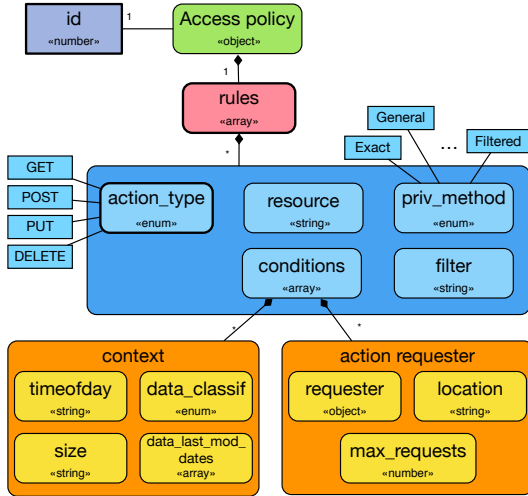 id
«number»
1
Access policy
«object»
1
rules
«array»
*
General
Exact
...
Filtered
GET
POST
PUT
DELETE
action_type
«enum»
resource
«string»
priv_method
«enum»
conditions
«array»
filter
«string»
*
*
context
timeofday
«string»
data_classif
«enum»
size
«string»
data_last_mod_
dates
«array»
action requester
requester
«object»
location
«string»
max_requests
«number»